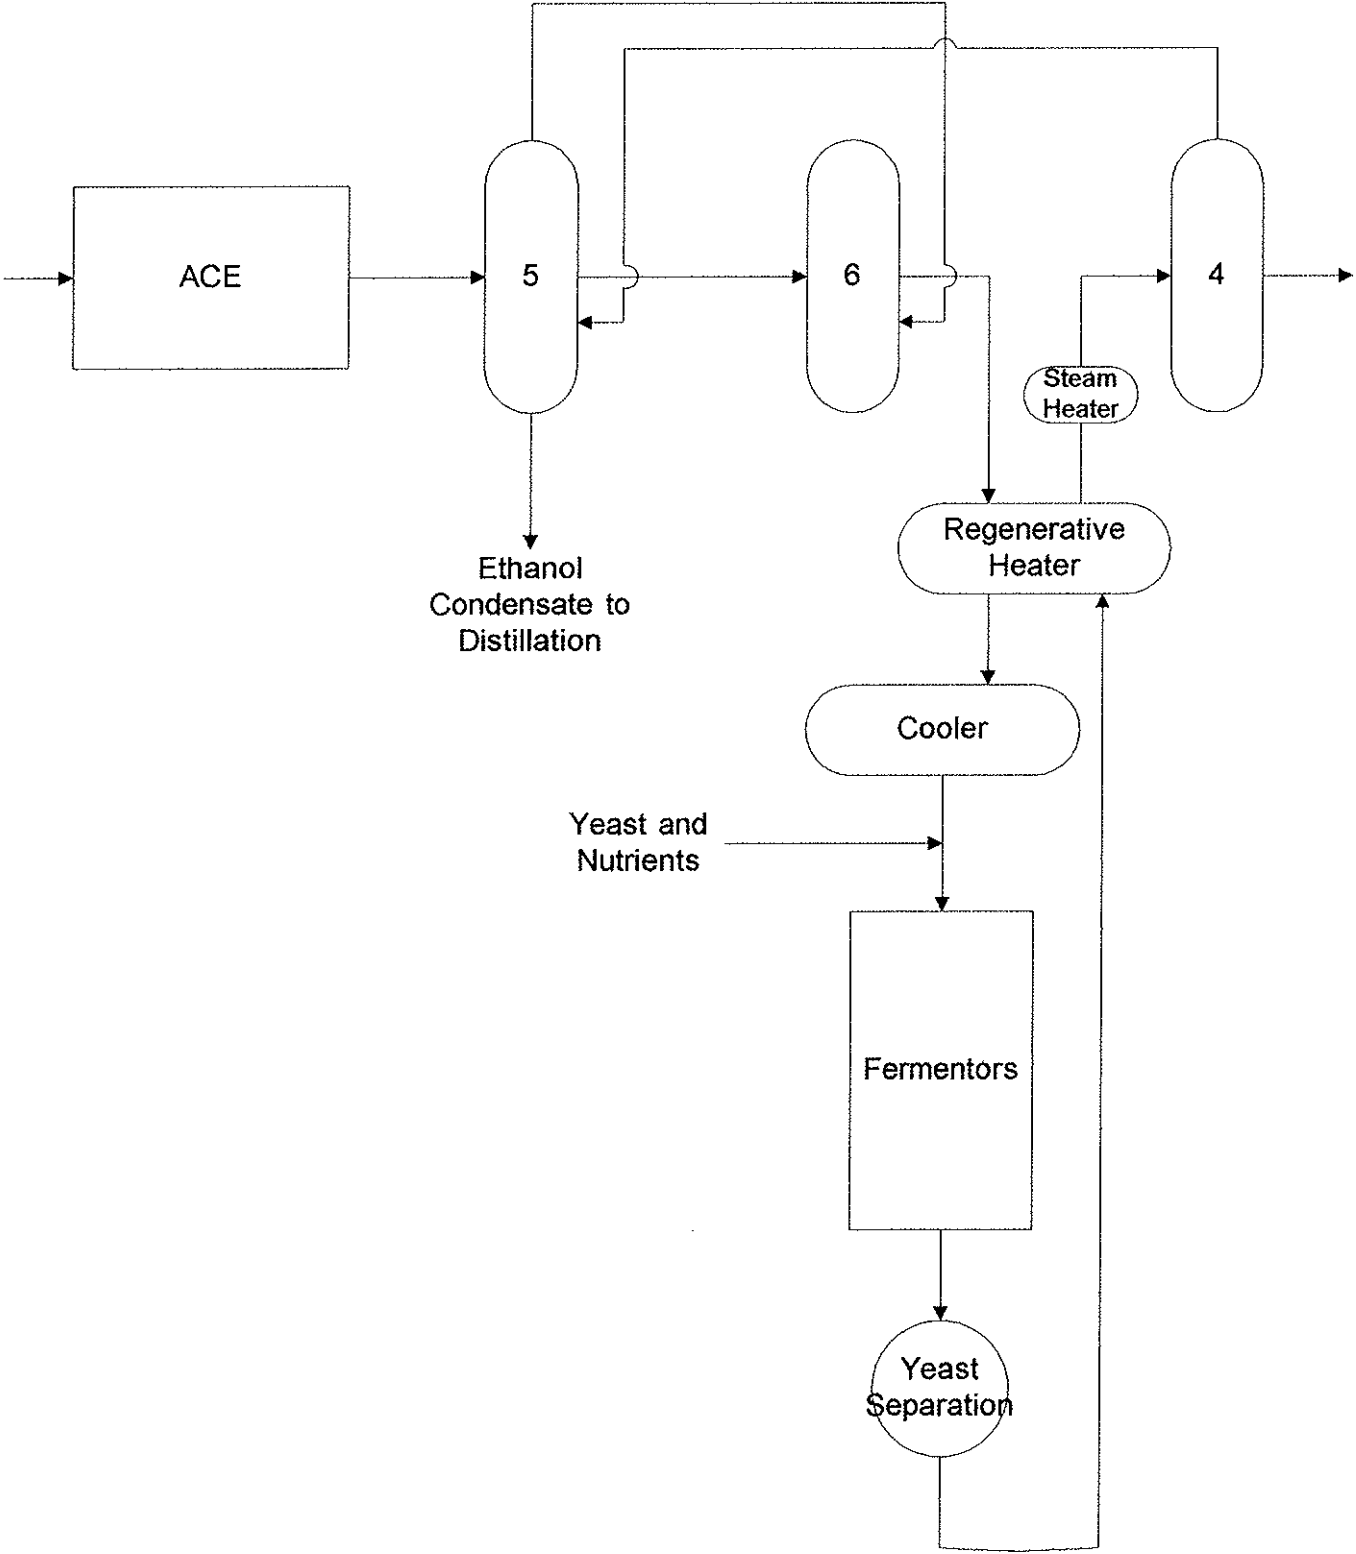 ACE
5
6
4
Steam
Heater
Regenerative
Heater
Ethanol
Condensate to
Distillation
Cooler
Yeast and
Nutrients
Fermentors
Yeast
Separation